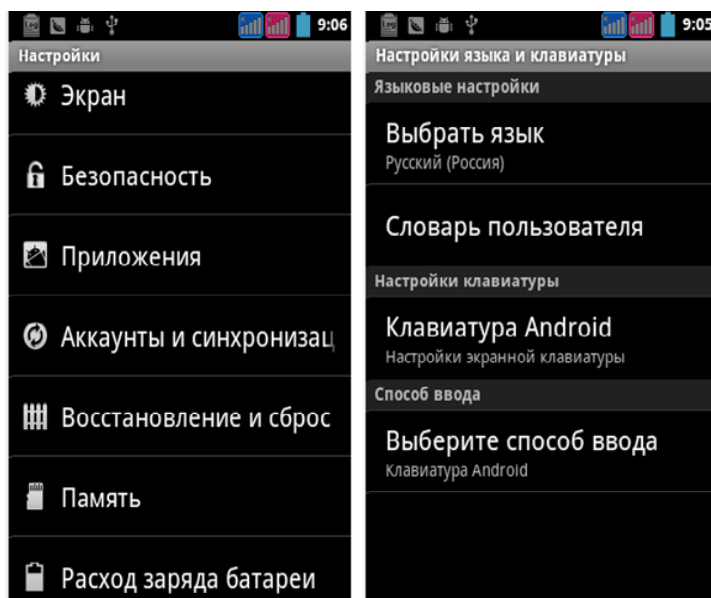 9:06
Настройки
Экран
Безопасность
Приложения
Аккаунты и синхронизац
Восстановление и сброс
Память
Расход заряда батареи
9:05
Настройки языка и клавиатуры
Языковые настройки
Выбрать язык
Русский (Россия)
Словарь пользователя
Настройки клавиатуры
Клавиатура Android
Настройки экранной клавиатуры
Способ ввода
Выберите способ ввода
Клавиатура Android